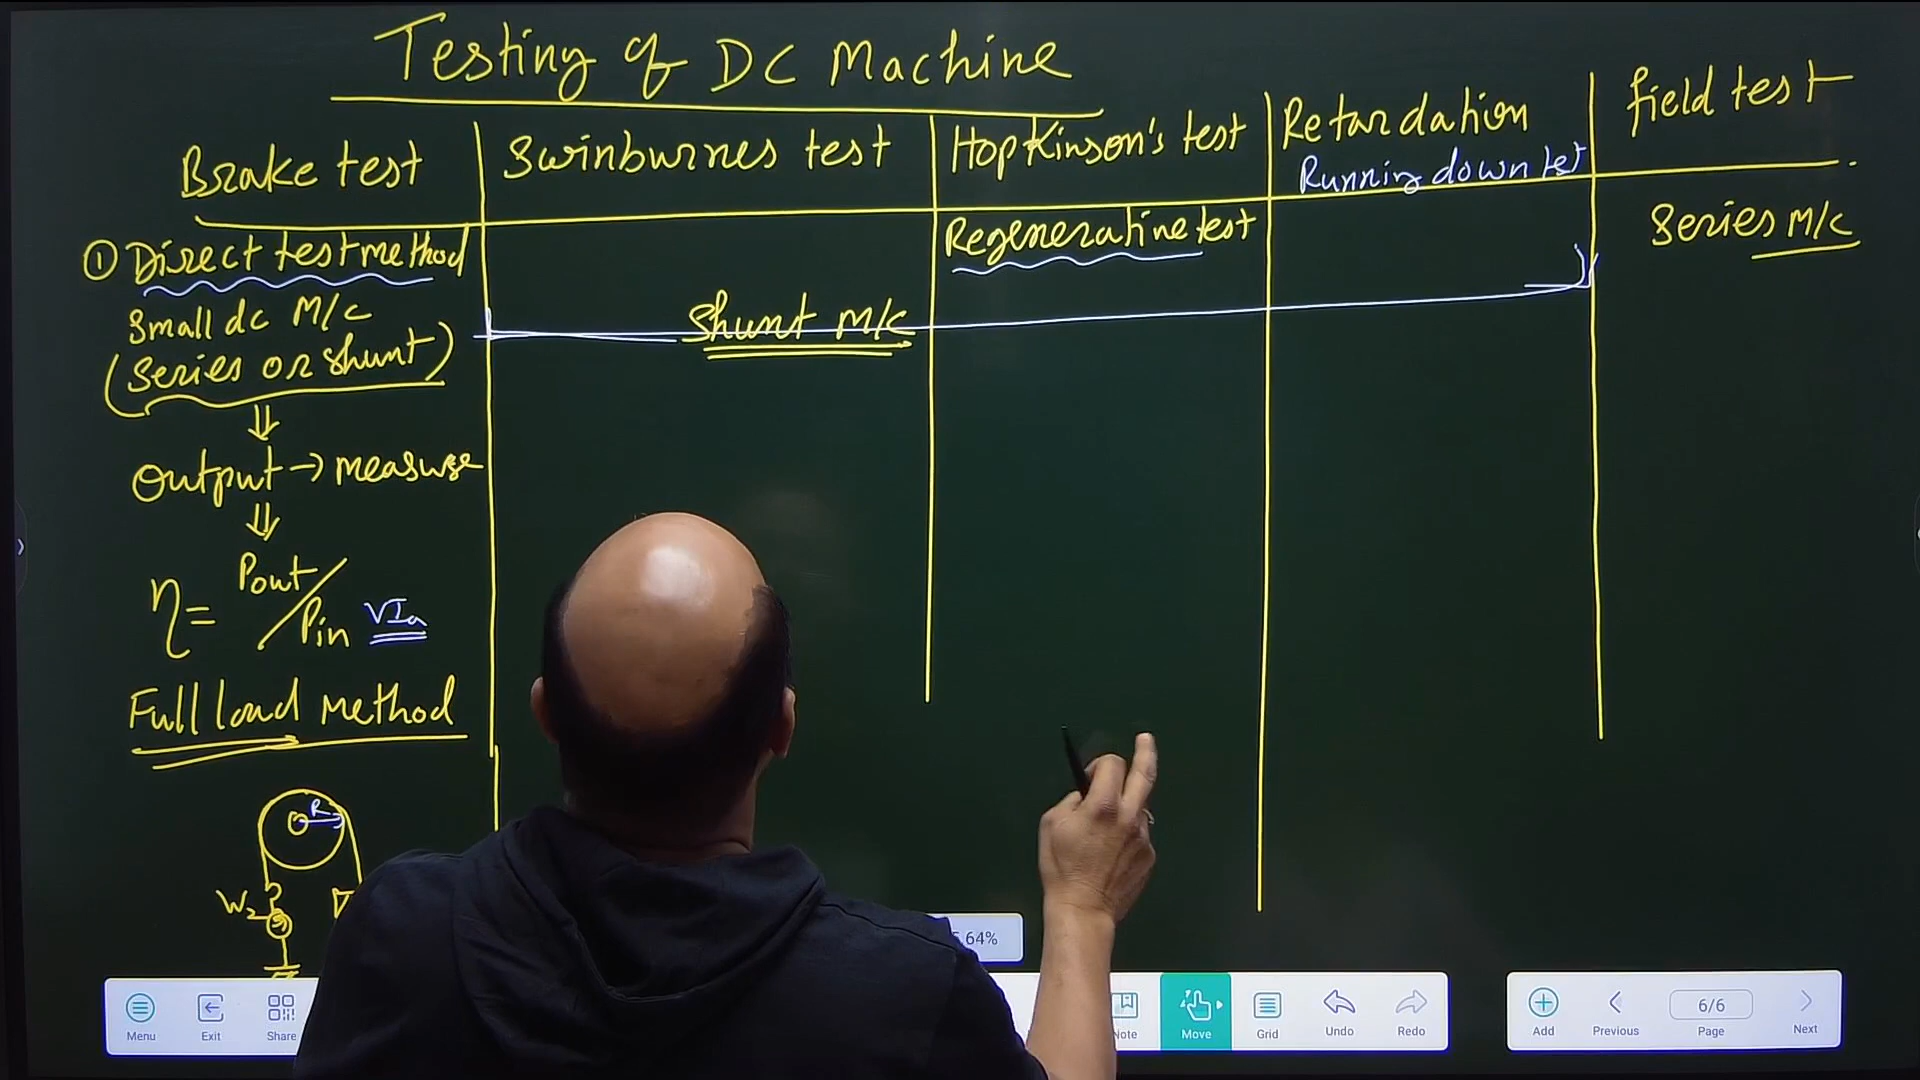 Testing of DC Machine
Brake test
Swinburnes test
Hopkinson's test
Retardation
Running down tet
field test
① Direct test method
Small dc M/c
(Series or shunt)
⇓
Output → measure
⇓
η = Pout / Pin VIa
Full load method
R
W₂
S
Shunt M/c
Regenerative test
Series M/c
64%
Menu
Exit
Share
Note
Move
Grid
Undo
Redo
Add
Previous
6/6
Page
Next